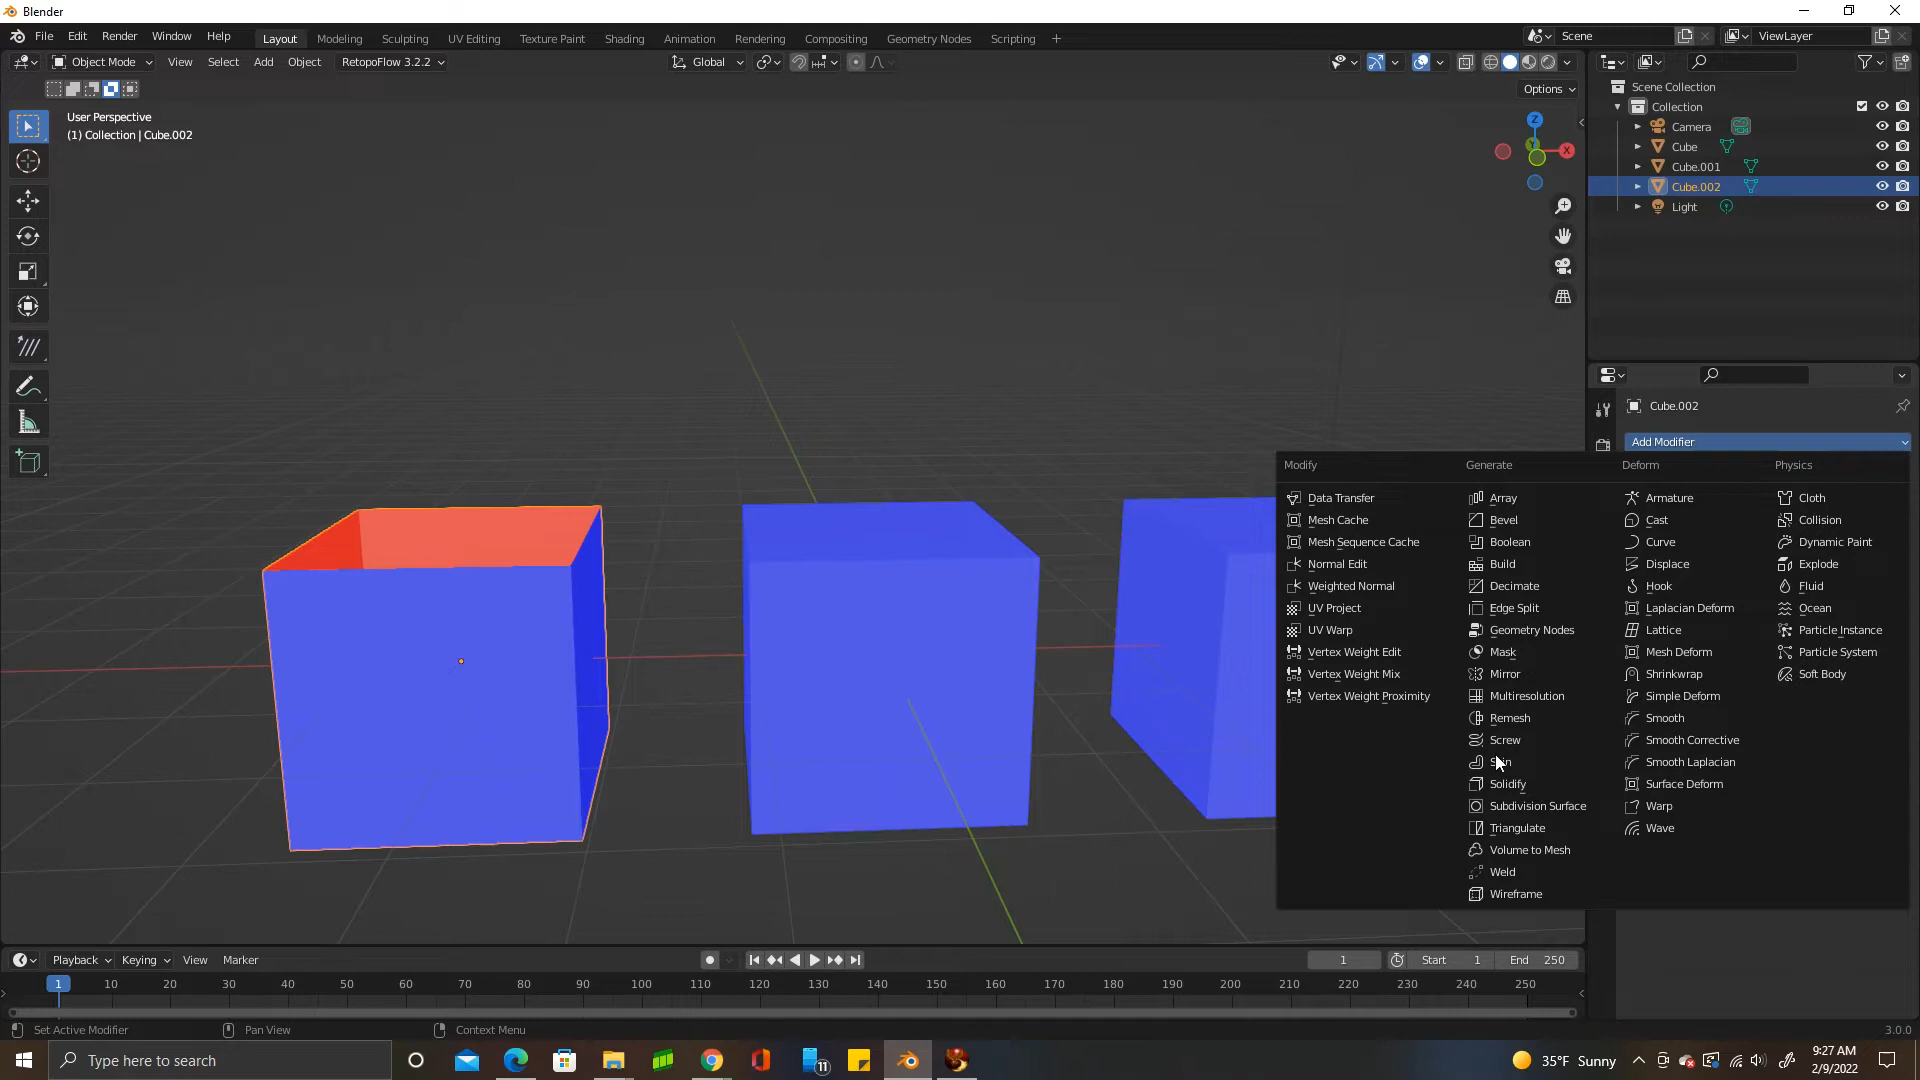 Blender
File Edit Render Window Help
Layout Modeling Sculpting UV Editing Texture Paint Shading Animation Rendering Compositing Geometry Nodes Scripting +
Scene
ViewLayer
Object Mode View Select Add Object RetopoFlow 3.2.2
Global
Options
User Perspective
(1) Collection | Cube.002
Z
X
Scene Collection
Collection
Camera
Cube
Cube.001
Cube.002
Light
Cube.002
Add Modifier
Modify
Data Transfer
Mesh Cache
Mesh Sequence Cache
Normal Edit
Weighted Normal
UV Project
UV Warp
Vertex Weight Edit
Vertex Weight Mix
Vertex Weight Proximity
Generate
Array
Bevel
Boolean
Build
Decimate
Edge Split
Geometry Nodes
Mask
Mirror
Multiresolution
Remesh
Screw
Solidify
Subdivision Surface
Triangulate
Volume to Mesh
Weld
Wireframe
Deform
Armature
Cast
Curve
Displace
Hook
Laplacian Deform
Lattice
Mesh Deform
Shrinkwrap
Simple Deform
Smooth
Smooth Corrective
Smooth Laplacian
Surface Deform
Warp
Wave
Physics
Cloth
Collision
Dynamic Paint
Explode
Fluid
Ocean
Particle Instance
Particle System
Soft Body
Playback Keying View Marker
1 Start 1 End 250
1 10 20 30 40 50 60 70 80 90 100 110 120 130 140 150 160 170 180 190 200 210 220 230 240 250
Set Active Modifier Pan View Context Menu
3.0.0
Type here to search
11
35°F Sunny
9:27 AM
2/9/2022